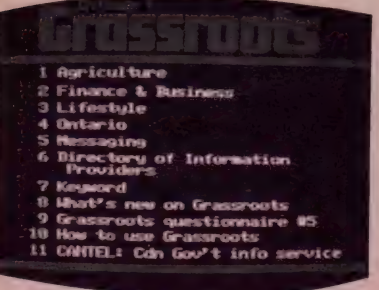 Grassroots
1 Agriculture
2 Finance & Business
3 Lifestyle
4 Ontario
5 Messaging
6 Directory of Information
Providers
7 Keyword
8 What's new on Grassroots
9 Grassroots questionnaire #5
10 How to use Grassroots
11 CANTEL: Cdn Gov't info service